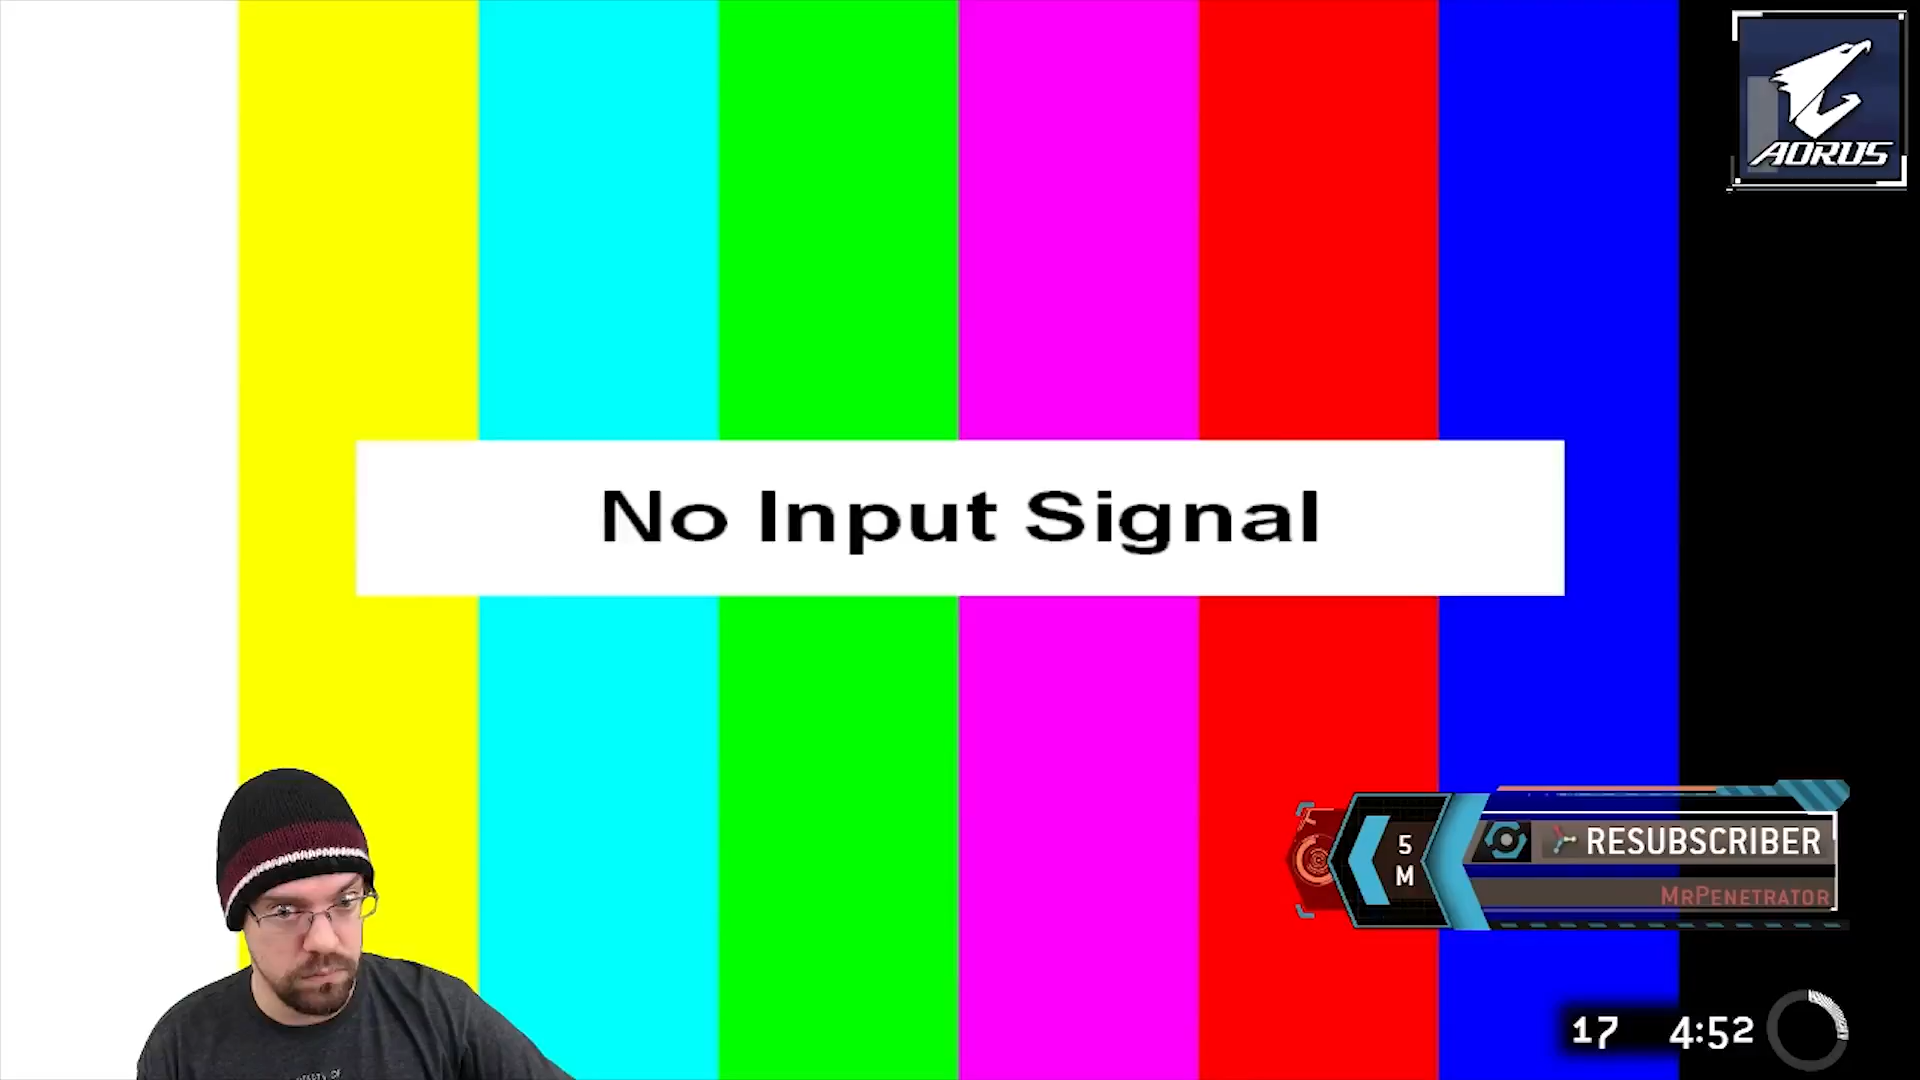 AORUS
No Input Signal
5
M
RESUBSCRIBER
MRPENETRATOR
17
4:52